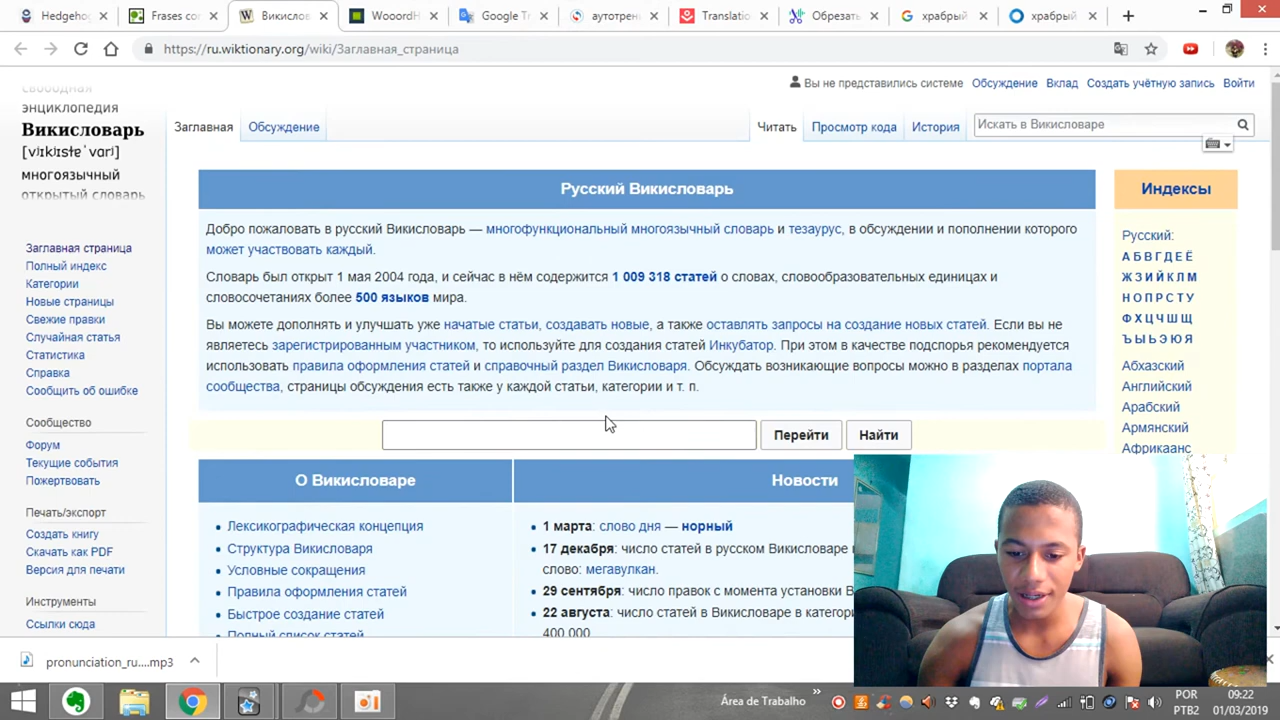 Hedgehog
Frases co
Викислов
WooordH
Google Tr
аутотрен
Translation
Обрезать
храбрый
храбрый
https://ru.wiktionary.org/wiki/Заглавная_страница
Вы не представились системе Обсуждение Вклад Создать учётную запись Войти
свободная
энциклопедия
Викисловарь
[vʲɪkʲɪslɐˈvarʲ]
многоязычный
открытый словарь
Заглавная Обсуждение Читать Просмотр кода История Искать в Викисловаре
Заглавная страница
Полный индекс
Категории
Новые страницы
Свежие правки
Случайная статья
Статистика
Справка
Сообщить об ошибке
Сообщество
Форум
Текущие события
Пожертвовать
Печать/экспорт
Создать книгу
Скачать как PDF
Версия для печати
Инструменты
Ссылки сюда
Русский Викисловарь
Добро пожаловать в русский Викисловарь — многофункциональный многоязычный словарь и тезаурус, в обсуждении и пополнении которого
может участвовать каждый.
Словарь был открыт 1 мая 2004 года, и сейчас в нём содержится 1 009 318 статей о словах, словообразовательных единицах и
словосочетаниях более 500 языков мира.
Вы можете дополнять и улучшать уже начатые статьи, создавать новые, а также оставлять запросы на создание новых статей. Если вы не
являетесь зарегистрированным участником, то используйте для создания статей Инкубатор. При этом в качестве подспорья рекомендуется
использовать правила оформления статей и справочный раздел Викисловаря. Обсуждать возникающие вопросы можно в разделах портала
сообщества, страницы обсуждения есть также у каждой статьи, категории и т. п.
Перейти Найти
О Викисловаре
Лексикографическая концепция
Структура Викисловаря
Условные сокращения
Правила оформления статей
Быстрое создание статей
Полный список статей
Новости
1 марта: слово дня — норный
17 декабря: число статей в русском Викисловаре
слово: мегавулкан.
29 сентября: число правок с момента установки
22 августа: число статей в Викисловаре в категори
400 000
Индексы
Русский:
А Б В Г Д Е Ё
Ж З И Й К Л М
Н О П Р С Т У
Ф Х Ц Ч Ш Щ
Ъ Ы Ь Э Ю Я
Абхазский
Английский
Арабский
Армянский
Африкаанс
pronunciation_ru....mp3
Área de Trabalho
POR
PTB2
09:22
01/03/2019